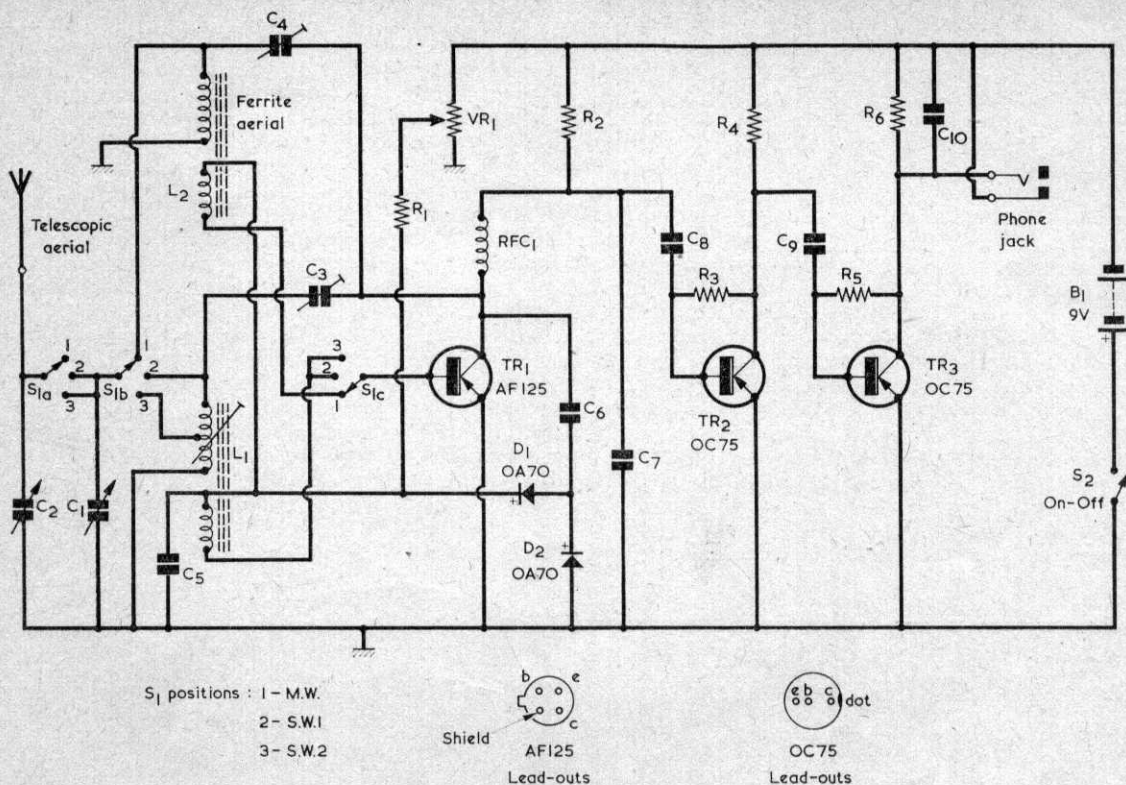 C4
Ferrite
aerial
VR1
R2
R4
R6
C10
L2
R1
Telescopic
aerial
V
Phone
jack
RFC1
C8
C9
R3
R5
C3
B1
9V
+
1
2
3
S1a
1
2
3
S1b
3
2
1
S1c
TR1
AF125
TR2
OC75
TR3
OC75
C6
L1
D1
OA70
+
C7
S2
On-Off
C2
C1
C5
D2
OA70
+
S1 positions : 1 - M.W.
2 - S.W.1
3 - S.W.2
b
e
c
Shield
AF125
Lead-outs
e b c
dot
OC75
Lead-outs